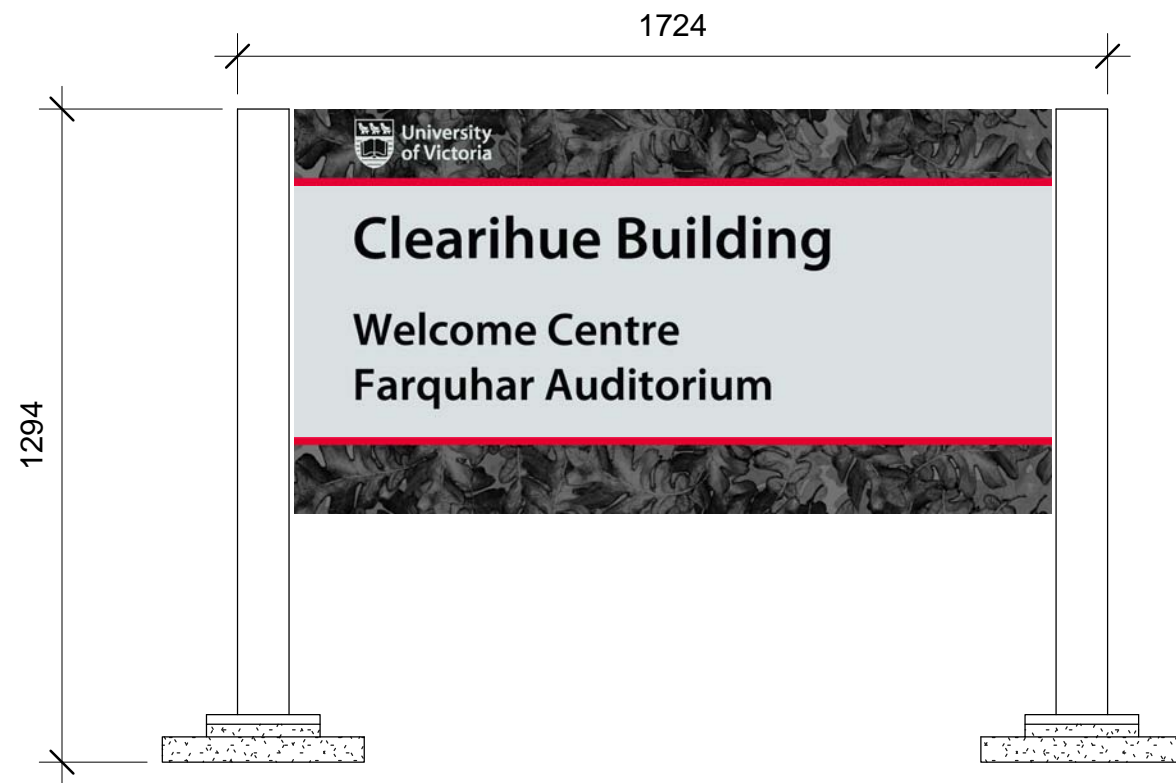 1724
University
of Victoria
Clearihue Building
Welcome Centre
Farquhar Auditorium
1294